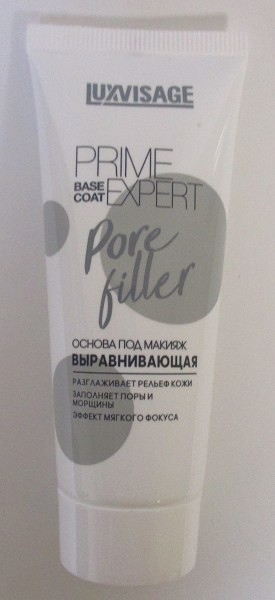 LUXVISAGE
PRIME
BASE COAT EXPERT
Pore
filler
ОСНОВА ПОД МАКИЯЖ
ВЫРАВНИВАЮЩАЯ
РАЗГЛАЖИВАЕТ РЕЛЬЕФ КОЖИ
ЗАПОЛНЯЕТ ПОРЫ И
МОРЩИНЫ
ЭФФЕКТ МЯГКОГО ФОКУСА